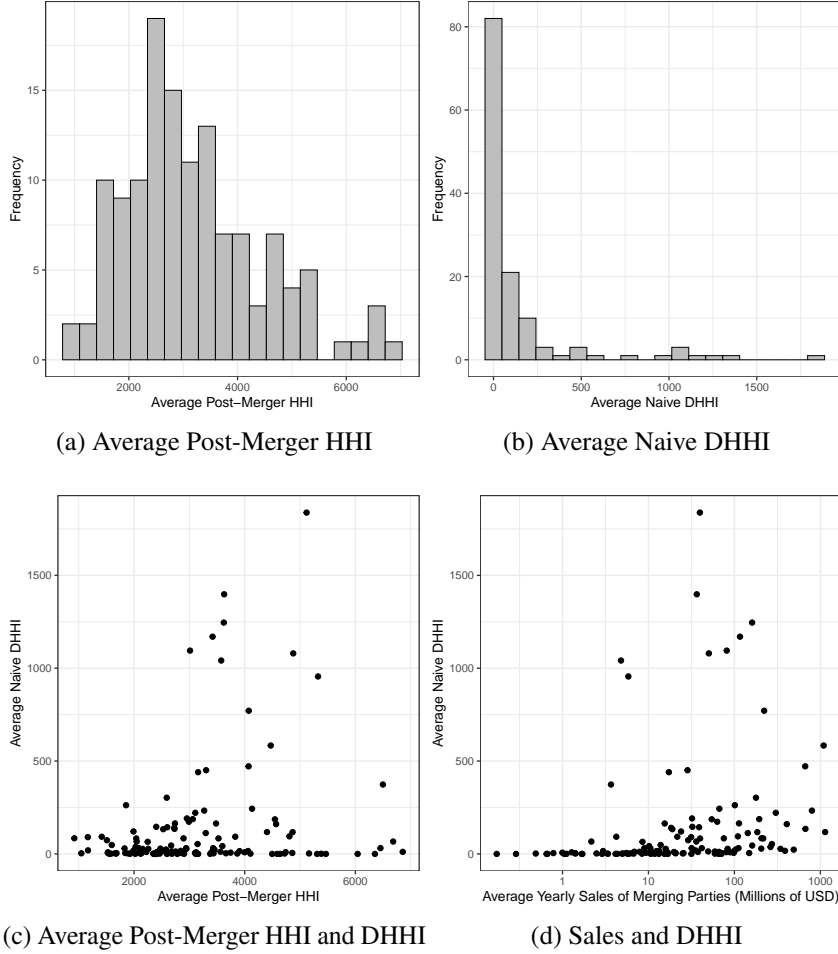 15
10
5
0
Frequency
2000
4000
6000
Average Post−Merger HHI
(a) Average Post-Merger HHI
80
60
40
20
0
Frequency
0
500
1000
1500
Average Naive DHHI
(b) Average Naive DHHI
1500
1000
500
0
Average Naive DHHI
2000
4000
6000
Average Post−Merger HHI
(c) Average Post-Merger HHI and DHHI
1500
1000
500
0
Average Naive DHHI
1
10
100
1000
Average Yearly Sales of Merging Parties (Millions of USD)
(d) Sales and DHHI